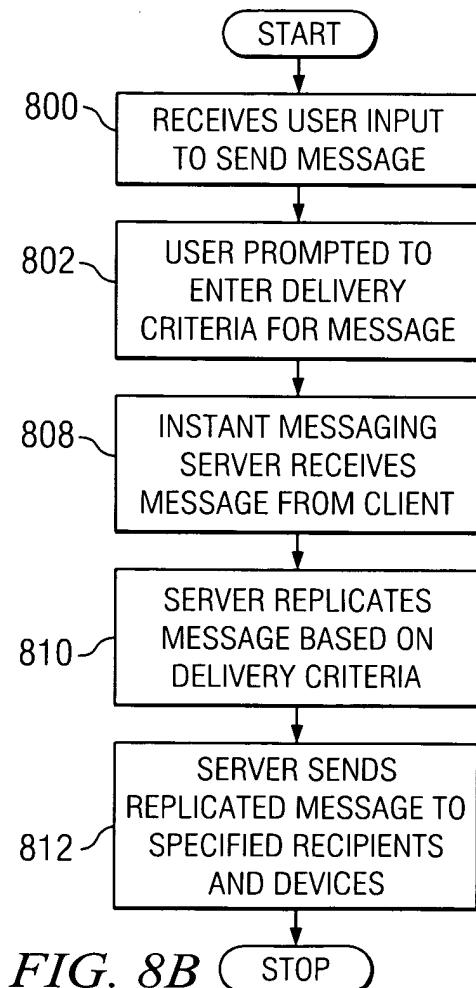 START
800
RECEIVES USER INPUT
TO SEND MESSAGE
802
USER PROMPTED TO
ENTER DELIVERY
CRITERIA FOR MESSAGE
808
INSTANT MESSAGING
SERVER RECEIVES
MESSAGE FROM CLIENT
810
SERVER REPLICATES
MESSAGE BASED ON
DELIVERY CRITERIA
812
SERVER SENDS
REPLICATED MESSAGE TO
SPECIFIED RECIPIENTS
AND DEVICES
FIG. 8B
STOP